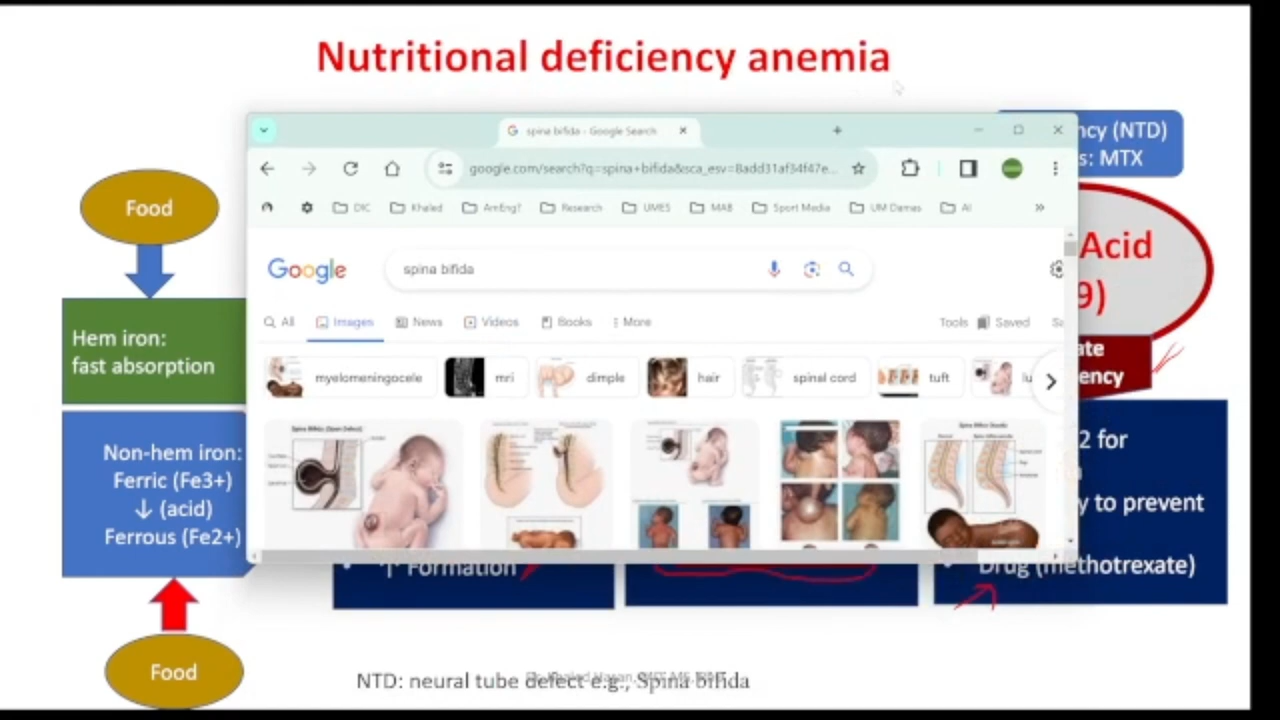 Nutritional deficiency anemia
ncy (NTD)
s: MTX
Food
Acid
9)
Hem iron:
fast absorption
ate
ency
Non-hem iron:
Ferric (Fe3+)
↓ (acid)
Ferrous (Fe2+)
2 for
y to prevent
Drug (methotrexate)
↑ Formation
Food
NTD: neural tube defect e.g., Spina bifida
spina bifida - Google Search
google.com/search?q=spina+bifida&sca_esv=8add31af34f47e...
DIC Khaled AmEng? Research UMES MAB Sport Media UM Damas AI
Google
spina bifida
All Images News Videos Books More Tools Saved
myelomeningocele mri dimple hair spinal cord tuft